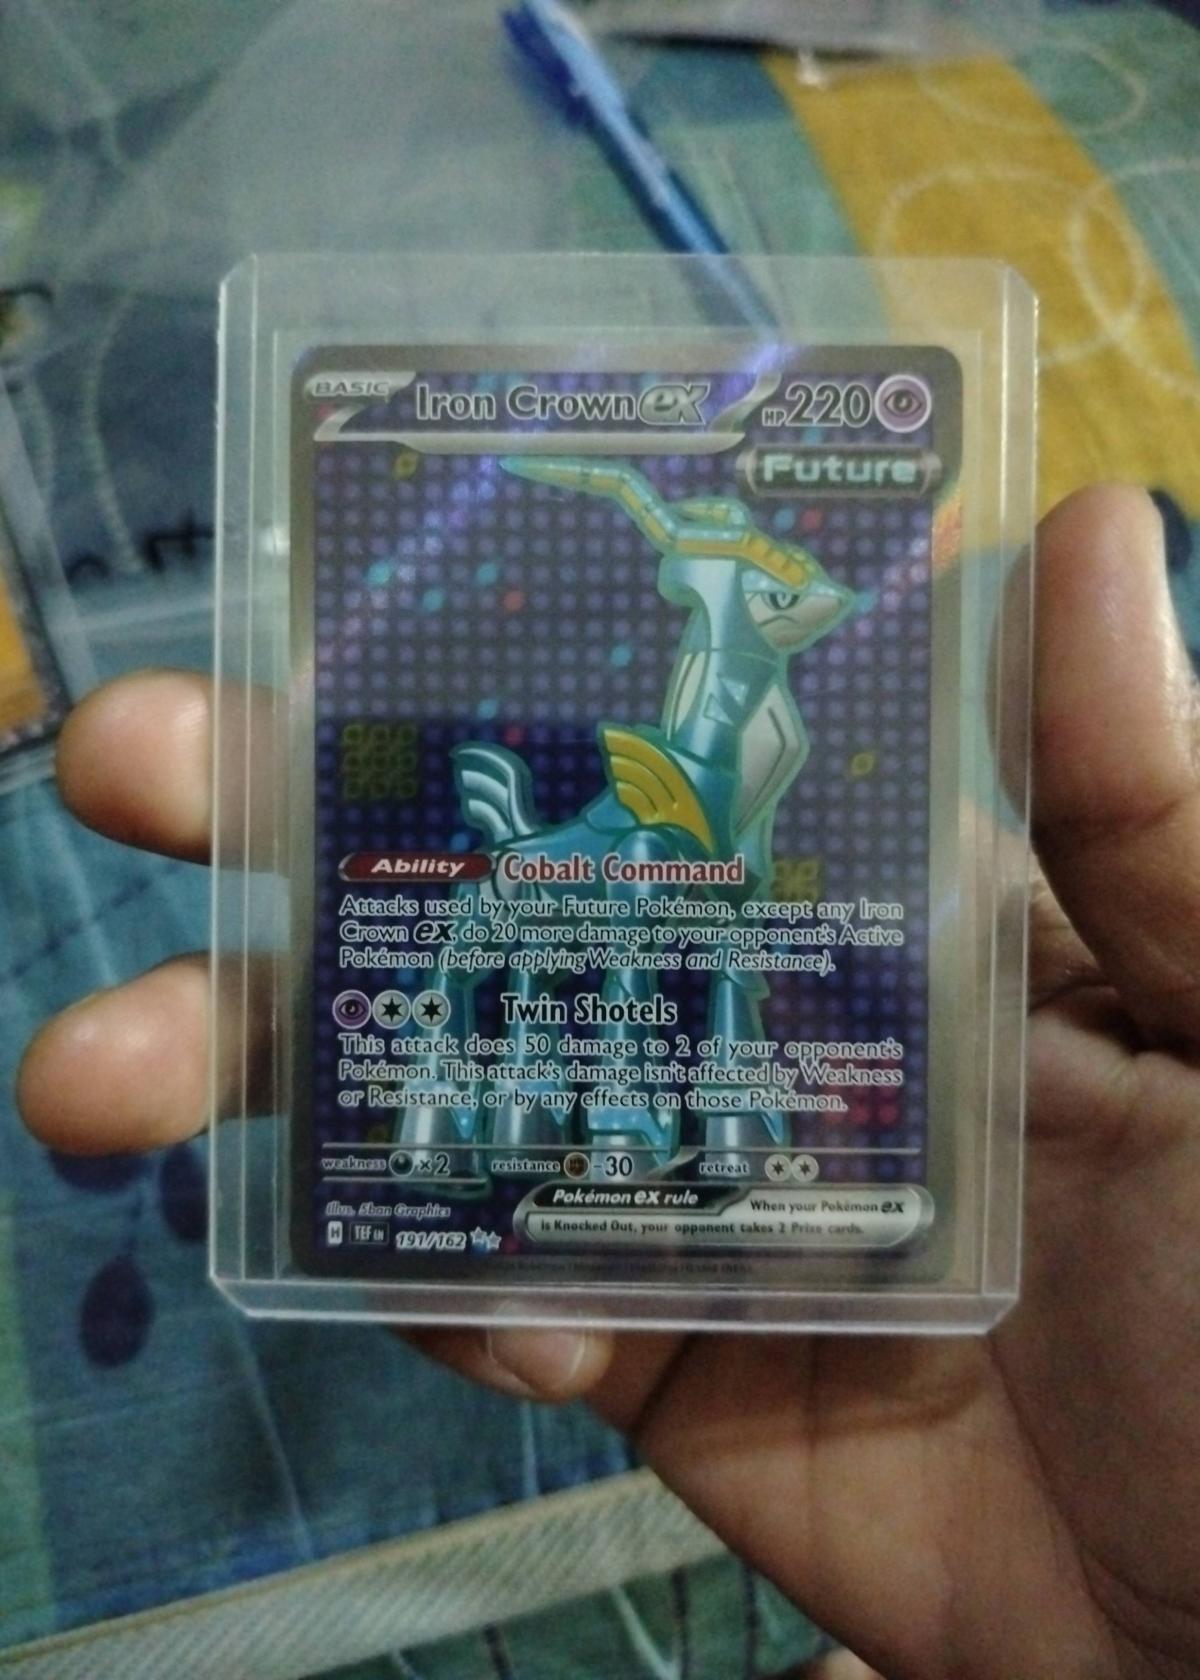 BASIC
Iron Crown ex HP 220
Future
Ability Cobalt Command
Attacks used by your Future Pokémon, except any Iron
Crown ex, do 20 more damage to your opponent's Active
Pokémon (before applying Weakness and Resistance).
Twin Shotels
This attack does 50 damage to 2 of your opponent's
Pokémon. This attack's damage isn't affected by Weakness
or Resistance, or by any effects on those Pokémon.
weakness ×2 resistance -30 retreat
Illus. 5ban Graphics
Pokémon ex rule When your Pokémon ex
is Knocked Out, your opponent takes 2 Prize cards.
H TEF EN 191/162